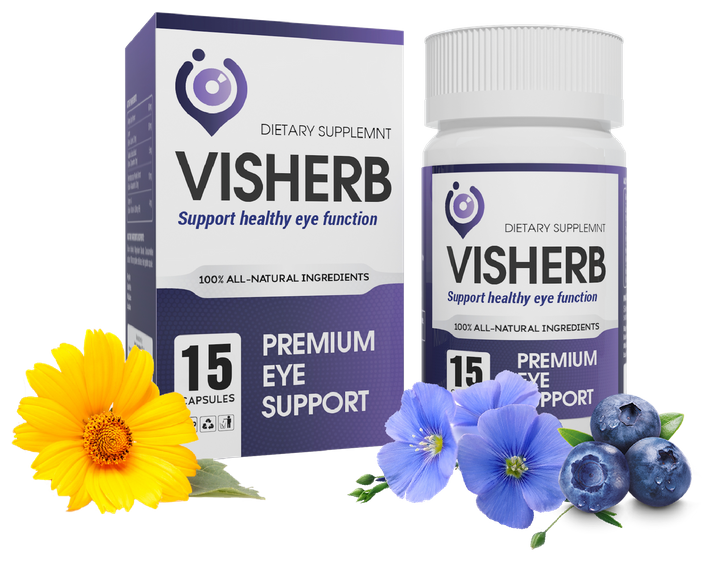 DIETARY SUPPLEMNT
VISHERB
Support healthy eye function
100% ALL-NATURAL INGREDIENTS
15
CAPSULES
PREMIUM
EYE
SUPPORT
DIETARY SUPPLEMNT
VISHERB
Support healthy eye function
100% ALL-NATURAL INGREDIENTS
15
PREMIUM
EYE
SUPPORT